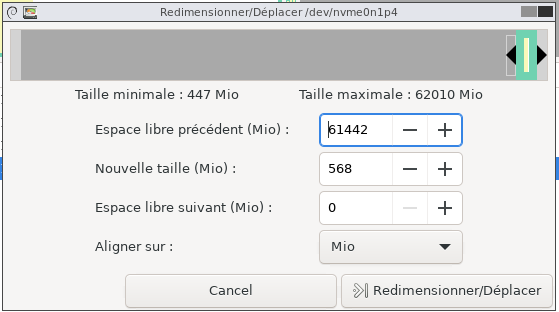 Redimensionner/Déplacer /dev/nvme0n1p4
Taille minimale : 447 Mio Taille maximale : 62010 Mio
Espace libre précédent (Mio) : 61442
Nouvelle taille (Mio) : 568
Espace libre suivant (Mio) : 0
Aligner sur : Mio
Cancel Redimensionner/Déplacer